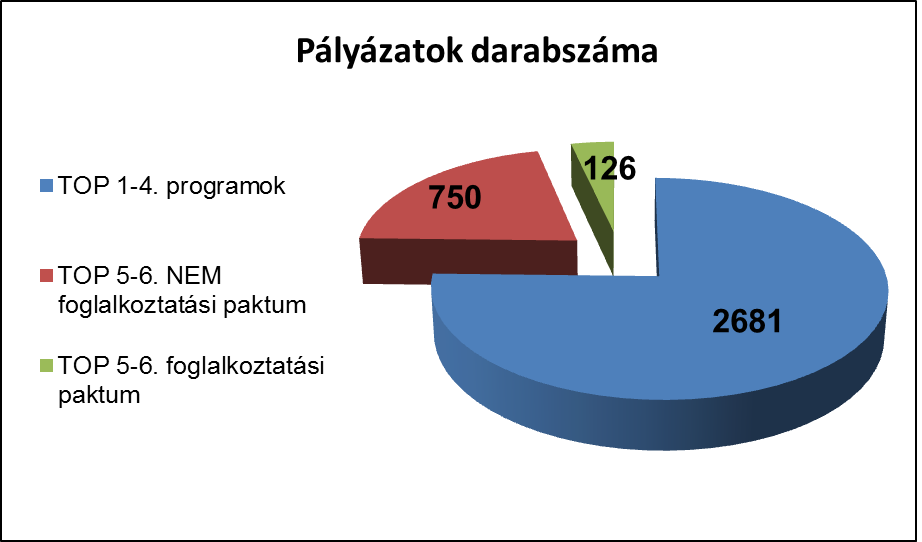 Pályázatok darabszáma
TOP 1-4. programok
TOP 5-6. NEM
foglalkoztatási paktum
TOP 5-6. foglalkoztatási
paktum
126
750
2681